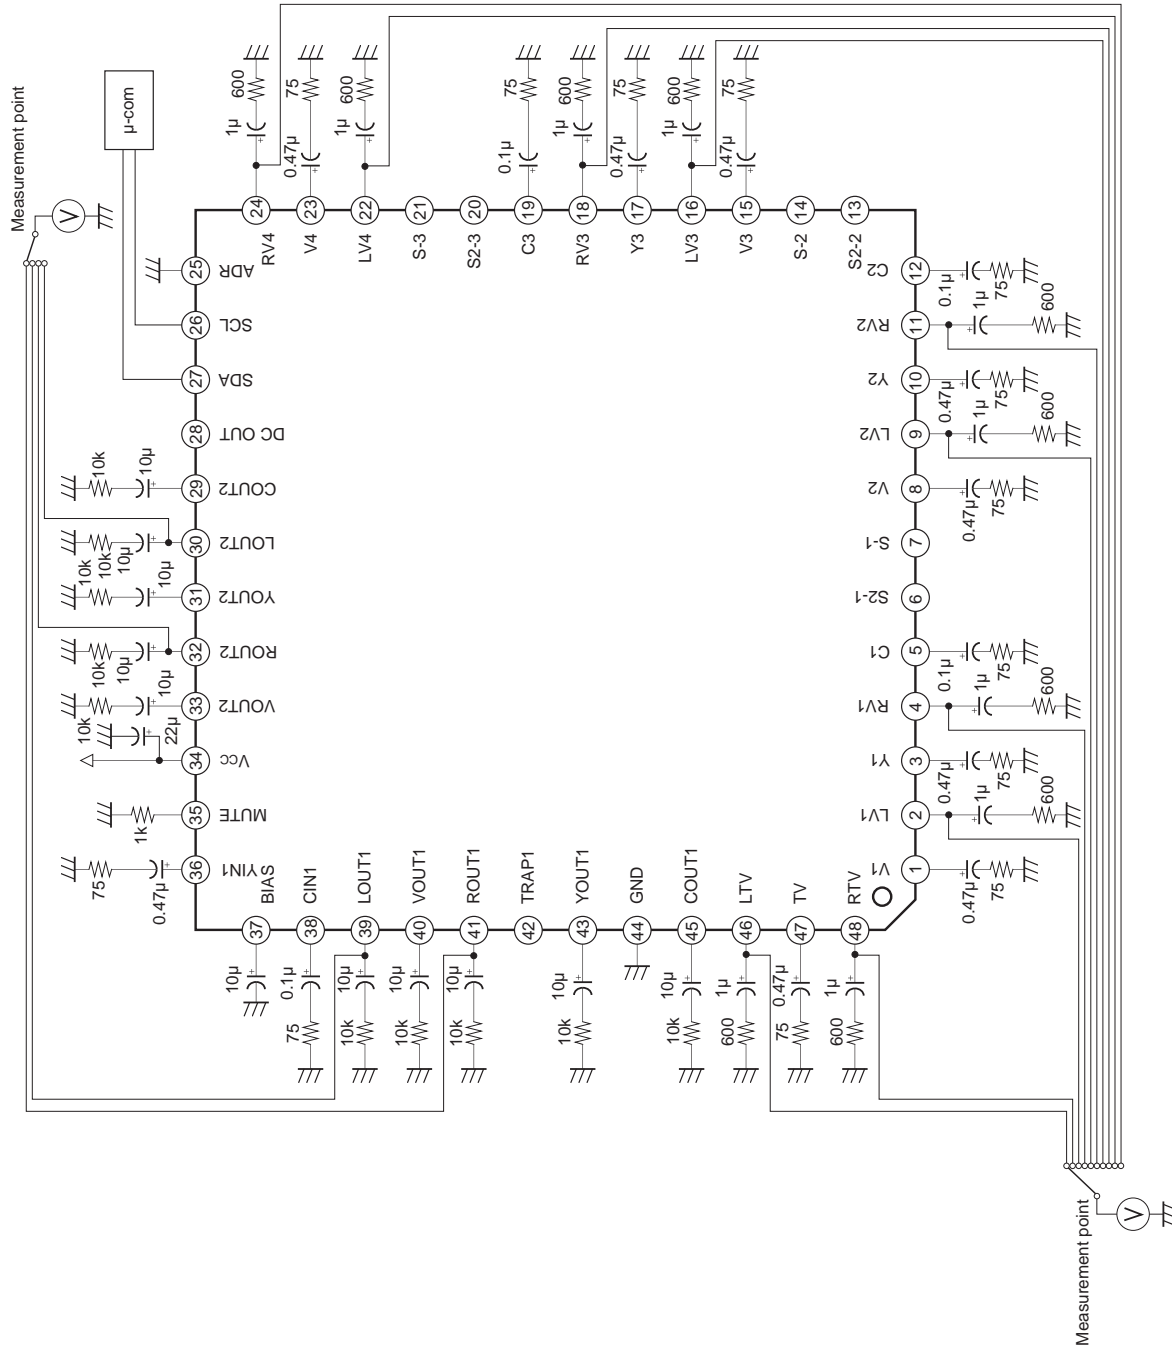 Measurement point
V
μ-com
600
1μ
75
0.47μ
600
1μ
75
0.1μ
600
1μ
75
0.47μ
600
1μ
75
0.47μ
24
23
22
21
20
19
18
17
16
15
14
13
RV4
V4
LV4
S-3
S2-3
C3
RV3
Y3
LV3
V3
S-2
S2-2
25
ADR
26
SCL
27
SDA
28
DC OUT
10k
10μ
29
COUT2
10k
10μ
30
LOUT2
10k
10μ
31
YOUT2
10k
10μ
32
ROUT2
10k
10μ
33
VOUT2
22μ
34
Vcc
1k
35
MUTE
75
0.47μ
36
YIN1
C2
12
0.1μ
75
RV2
11
1μ
600
Y2
10
0.47μ
75
LV2
9
1μ
600
V2
8
0.47μ
75
S-1
7
S2-1
6
C1
5
0.1μ
75
RV1
4
1μ
600
Y1
3
0.47μ
75
LV1
2
1μ
600
V1
1
0.47μ
75
BIAS
CIN1
LOUT1
VOUT1
ROUT1
TRAP1
YOUT1
GND
COUT1
LTV
TV
RTV
37
38
39
40
41
42
43
44
45
46
47
48
10μ
0.1μ
75
10μ
10k
10μ
10k
10μ
10k
10μ
10k
10μ
10k
1μ
600
0.47μ
75
1μ
600
V
Measurement point